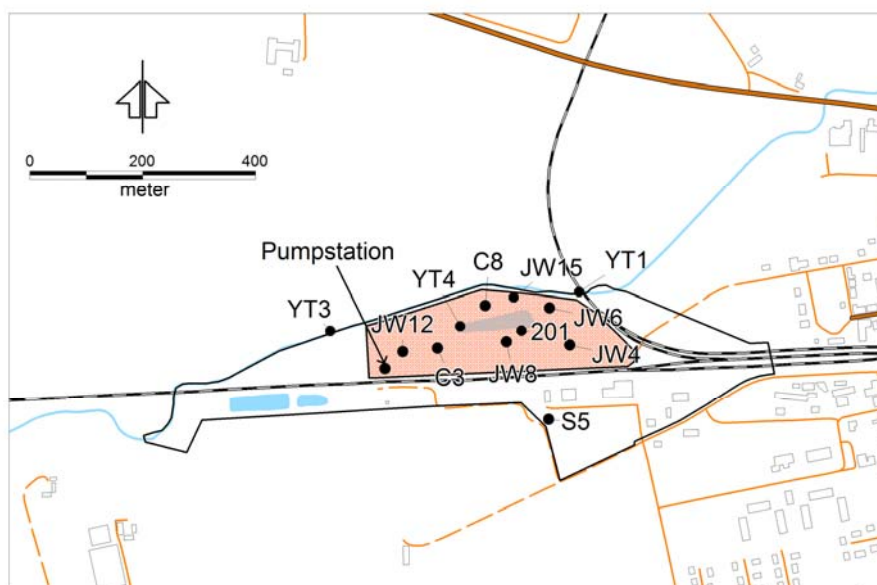 0 200 400
meter
Pumpstation
C8
YT4
JW15
YT1
YT3
JW12
JW6
201
JW4
C3
JW8
S5